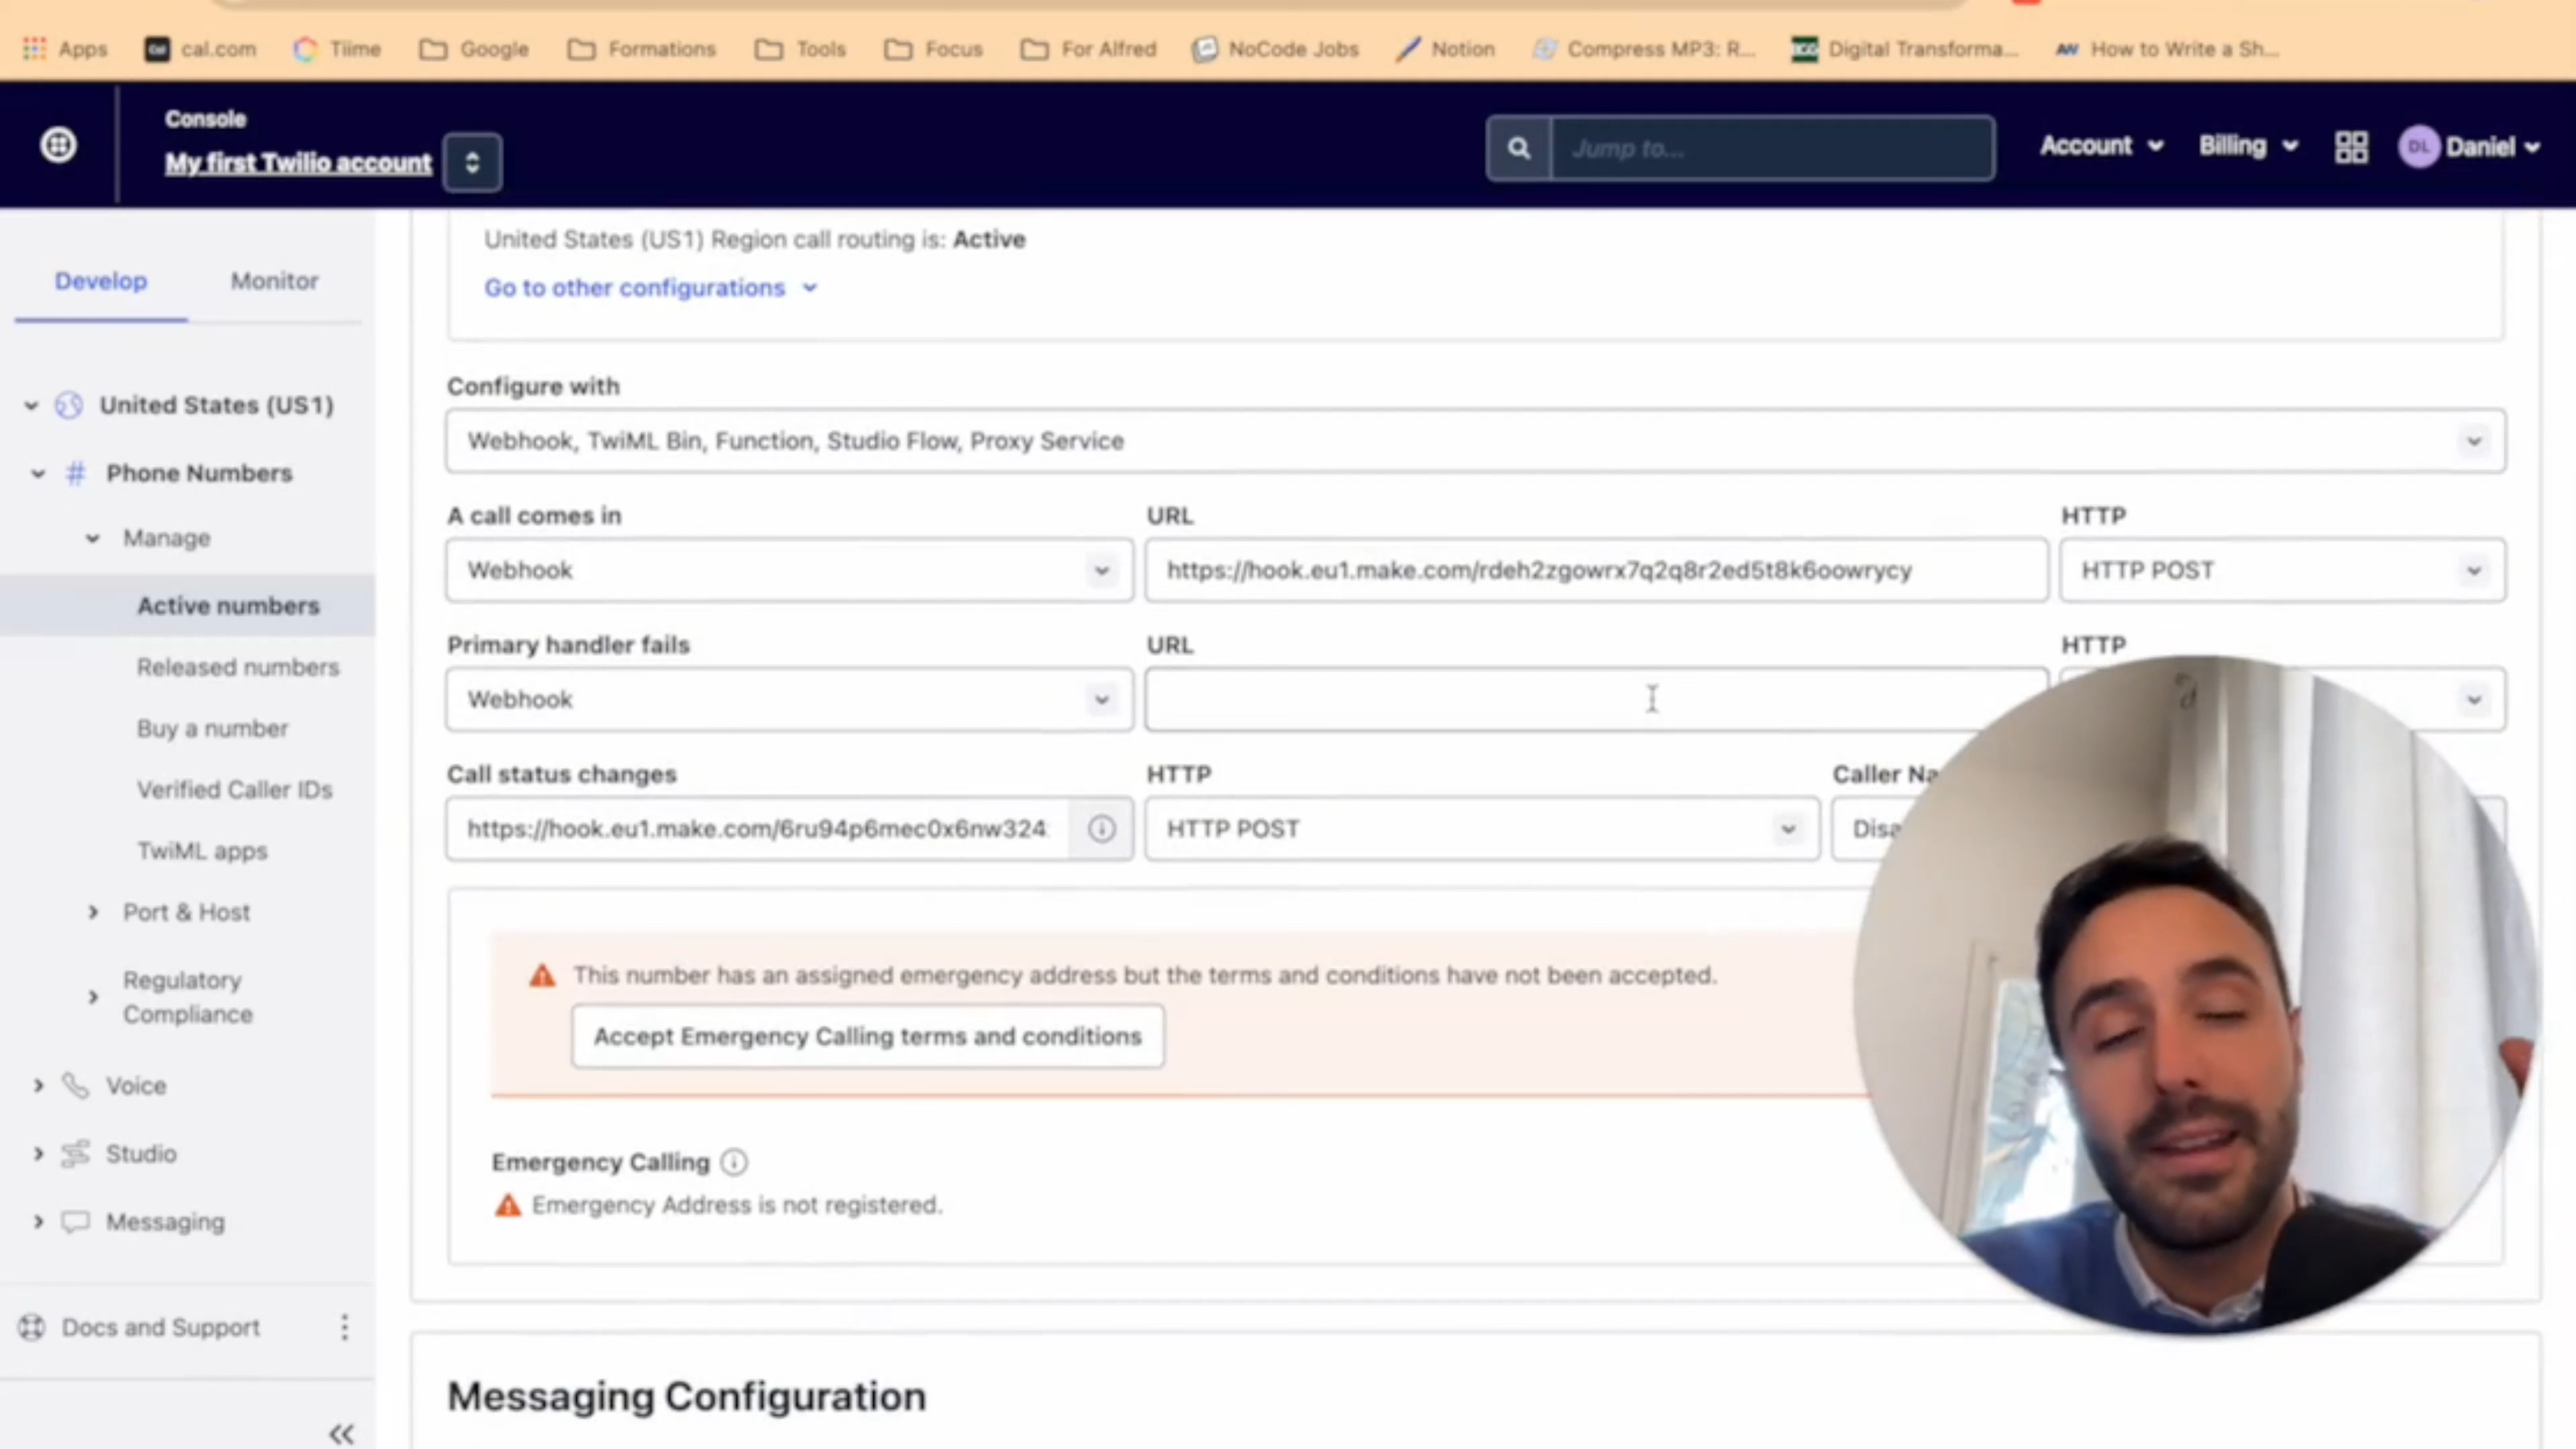 Apps cal.com Tiime Google Formations Tools Focus For Alfred NoCode Jobs Notion Compress MP3: R... Digital Transforma... How to Write a Sh...
Console
My first Twilio account
Jump to...
Account
Billing
DL Daniel
Develop Monitor
United States (US1)
Phone Numbers
Manage
Active numbers
Released numbers
Buy a number
Verified Caller IDs
TwiML apps
Port & Host
Regulatory
Compliance
Voice
Studio
Messaging
Docs and Support
United States (US1) Region call routing is: Active
Go to other configurations
Configure with
Webhook, TwiML Bin, Function, Studio Flow, Proxy Service
A call comes in URL HTTP
Webhook https://hook.eu1.make.com/rdeh2zgowrx7q2q8r2ed5t8k6oowrycy HTTP POST
Primary handler fails URL HTTP
Webhook
Call status changes HTTP Caller Na
https://hook.eu1.make.com/6ru94p6mec0x6nw324 HTTP POST Disa
This number has an assigned emergency address but the terms and conditions have not been accepted.
Accept Emergency Calling terms and conditions
Emergency Calling
Emergency Address is not registered.
Messaging Configuration